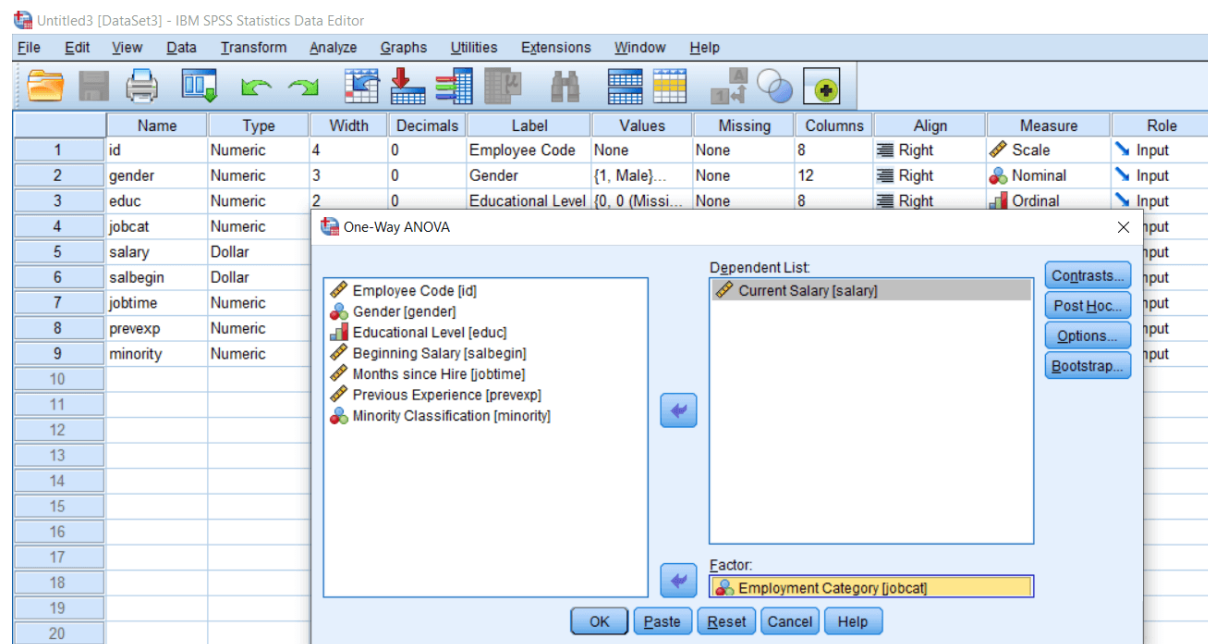 Untitled3 [DataSet3] - IBM SPSS Statistics Data Editor
File Edit View Data Transform Analyze Graphs Utilities Extensions Window Help
Name Type Width Decimals Label Values Missing Columns Align Measure Role
1 id Numeric 4 0 Employee Code None None 8 Right Scale Input
2 gender Numeric 3 0 Gender {1, Male}... None 12 Right Nominal Input
3 educ Numeric 2 0 Educational Level {0, 0 (Missi... None 8 Right Ordinal Input
4 jobcat Numeric
5 salary Dollar
6 salbegin Dollar
7 jobtime Numeric
8 prevexp Numeric
9 minority Numeric
10
11
12
13
14
15
16
17
18
19
20
One-Way ANOVA
Employee Code [id]
Gender [gender]
Educational Level [educ]
Beginning Salary [salbegin]
Months since Hire [jobtime]
Previous Experience [prevexp]
Minority Classification [minority]
Dependent List:
Current Salary [salary]
Factor:
Employment Category [jobcat]
Contrasts...
Post Hoc...
Options...
Bootstrap...
OK Paste Reset Cancel Help